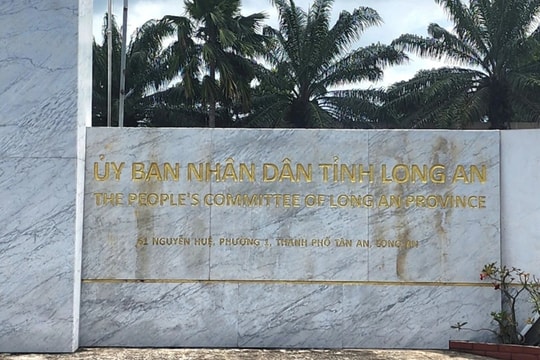 ỦY BAN NHÂN DÂN TỈNH LONG AN
THE PEOPLE'S COMMITTEE OF LONG AN PROVINCE
61 NGUYỄN HUỆ, PHƯỜNG 1, THÀNH PHỐ TÂN AN, LONG AN